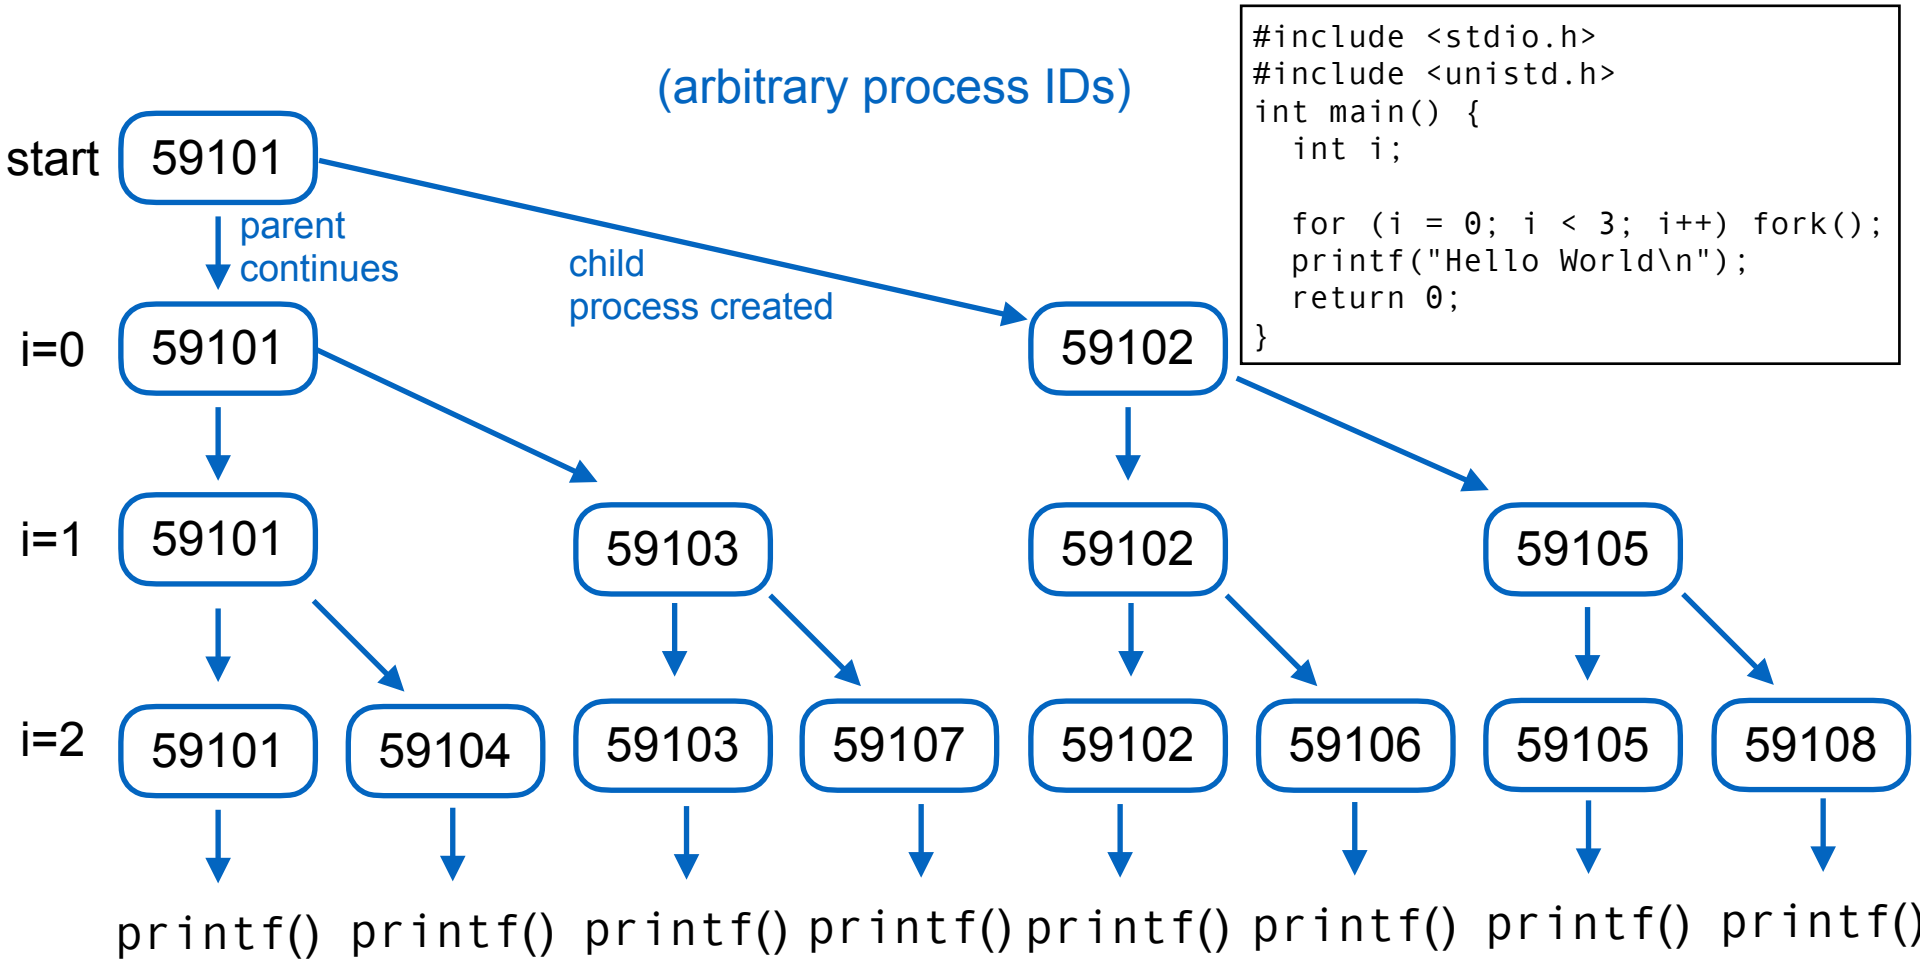 (arbitrary process IDs)
#include <stdio.h>
#include <unistd.h>
int main() {
  int i;
  for (i = 0; i < 3; i++) fork();
  printf("Hello World\n");
  return 0;
}
start 59101
parent
continues
child
process created
i=0 59101 59102
i=1 59101 59103 59102 59105
i=2 59101 59104 59103 59107 59102 59106 59105 59108
printf() printf() printf() printf() printf() printf() printf() printf()